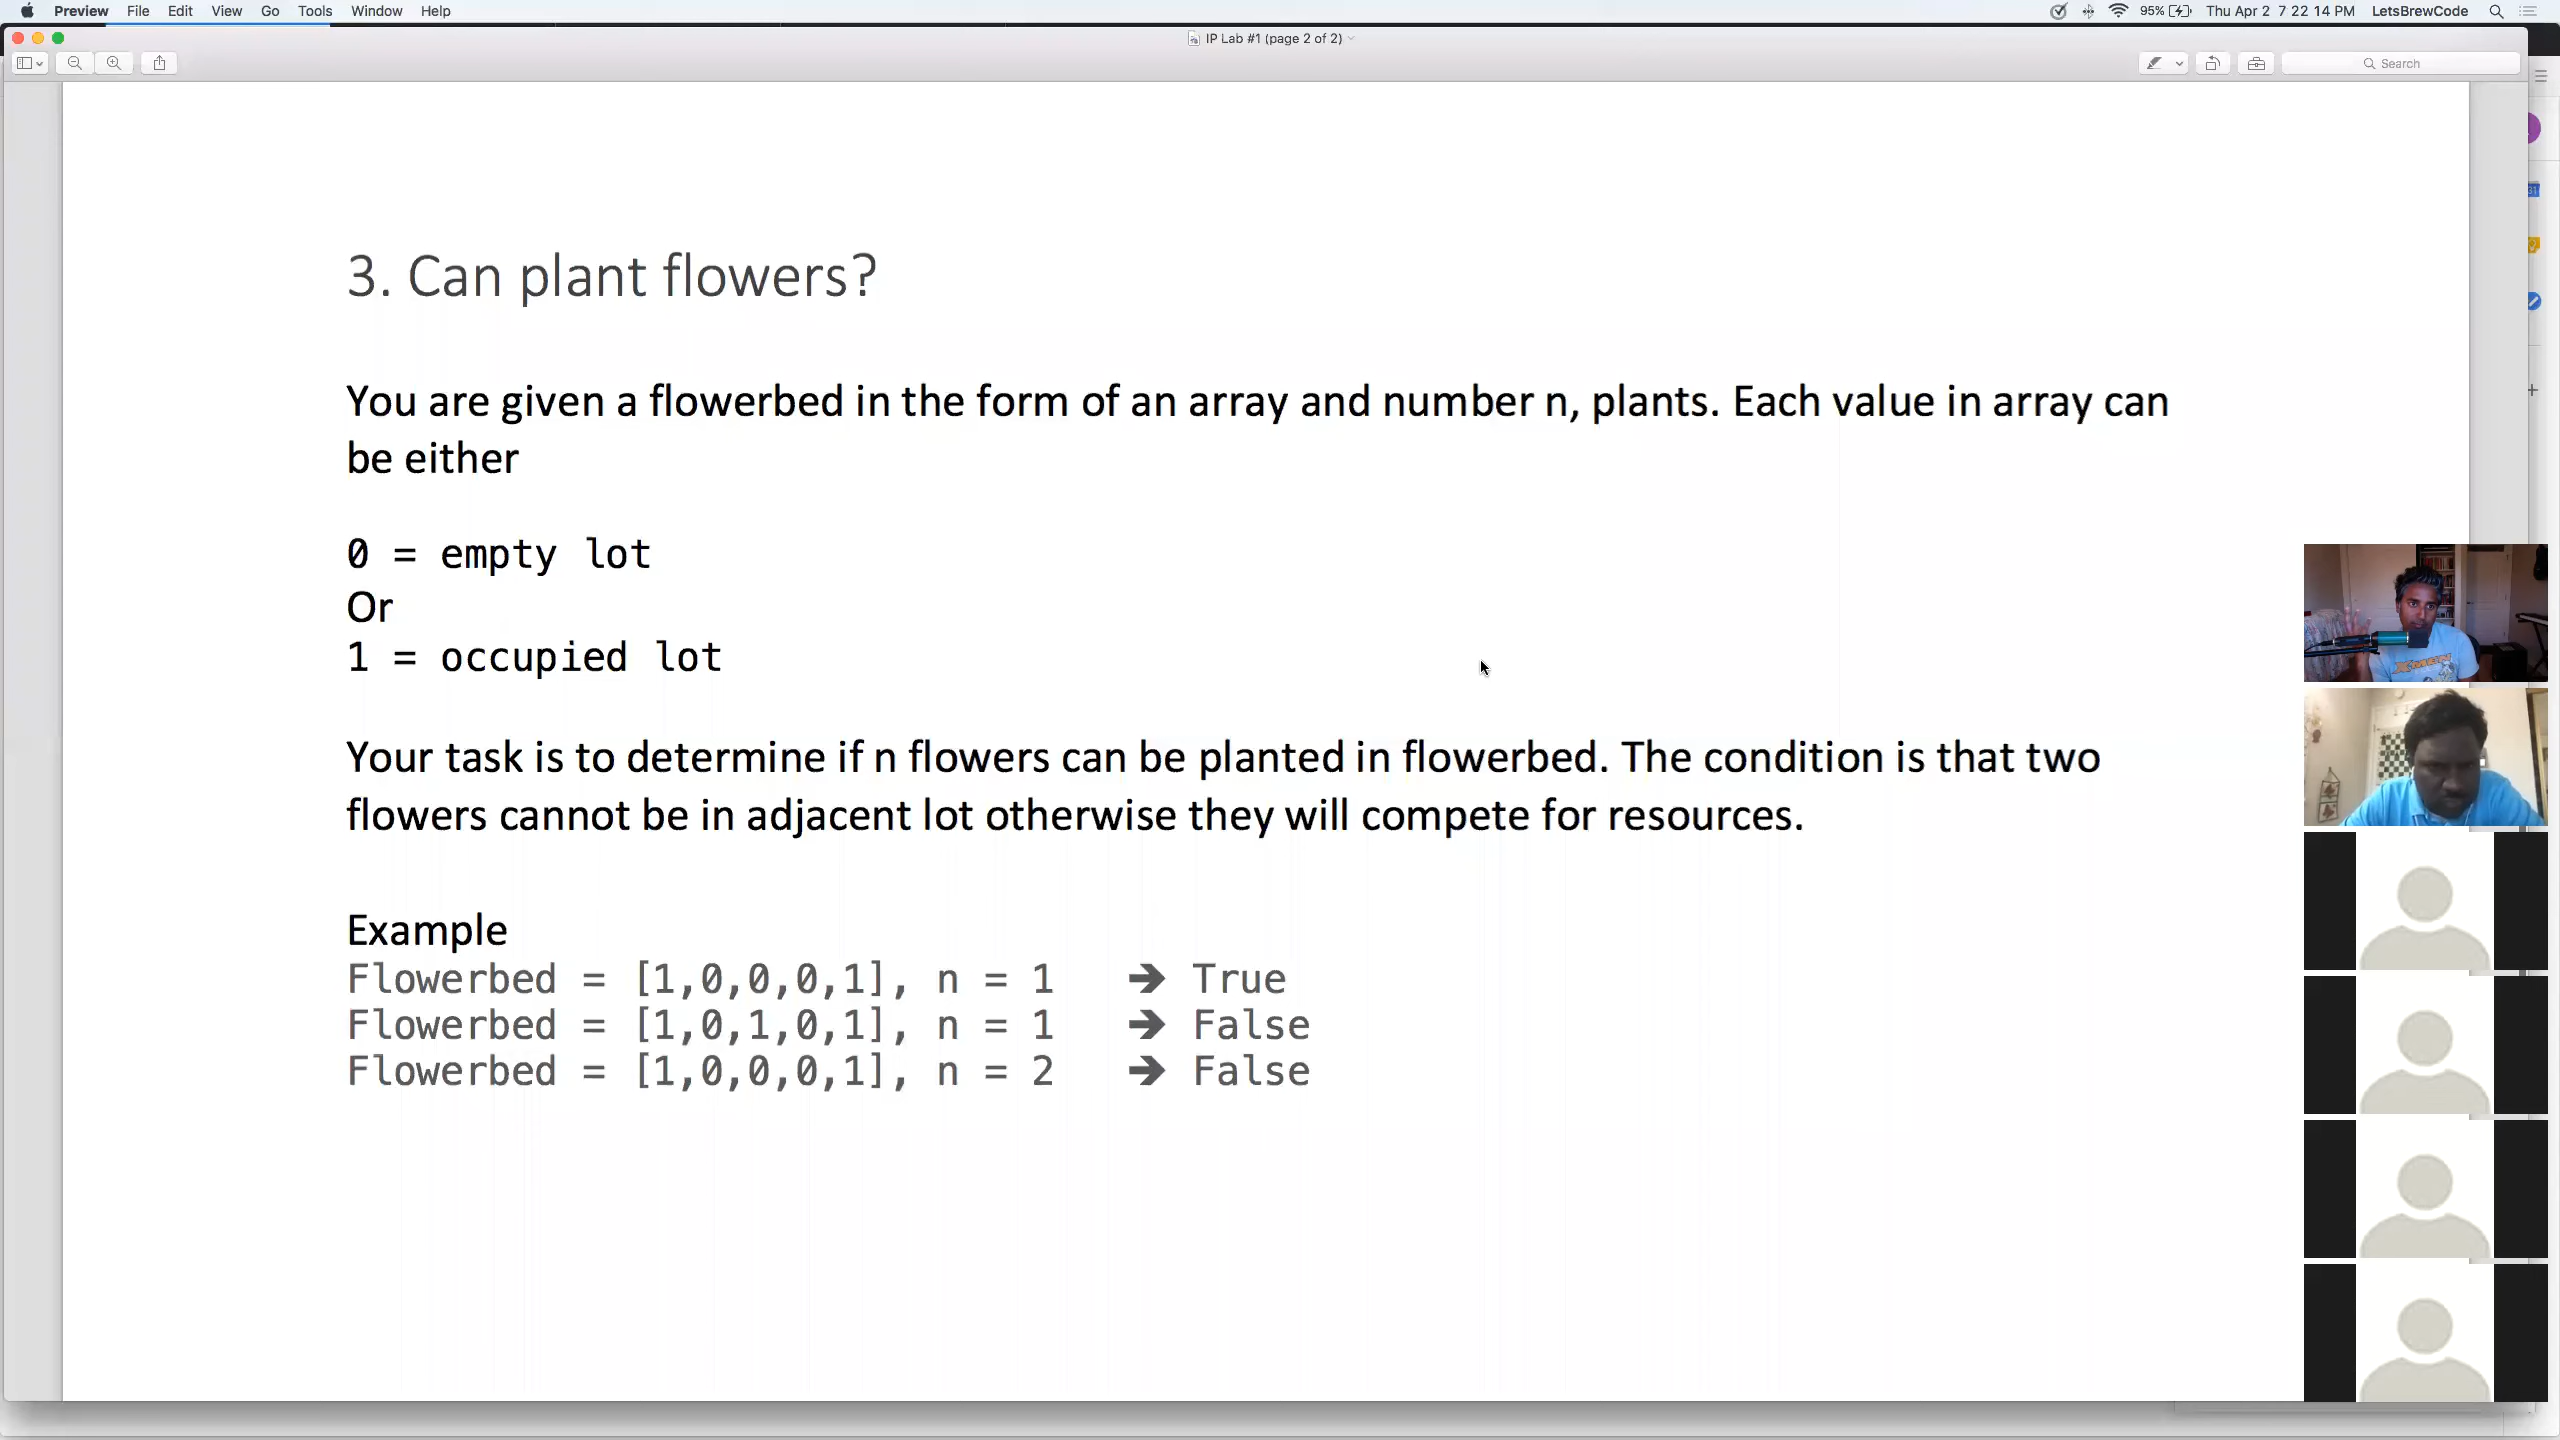 Preview File Edit View Go Tools Window Help
95% Thu Apr 2 7 22 14 PM LetsBrewCode
IP Lab #1 (page 2 of 2)
Search
3. Can plant flowers?
You are given a flowerbed in the form of an array and number n, plants. Each value in array can
be either
0 = empty lot
Or
1 = occupied lot
Your task is to determine if n flowers can be planted in flowerbed. The condition is that two
flowers cannot be in adjacent lot otherwise they will compete for resources.
Example
Flowerbed = [1,0,0,0,1], n = 1 ➔ True
Flowerbed = [1,0,1,0,1], n = 1 ➔ False
Flowerbed = [1,0,0,0,1], n = 2 ➔ False